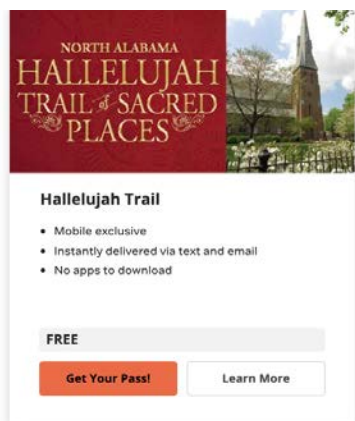 NORTH ALABAMA
HALLELUJAH
TRAIL of SACRED
PLACES
Hallelujah Trail
• Mobile exclusive
• Instantly delivered via text and email
• No apps to download
FREE
Get Your Pass!
Learn More